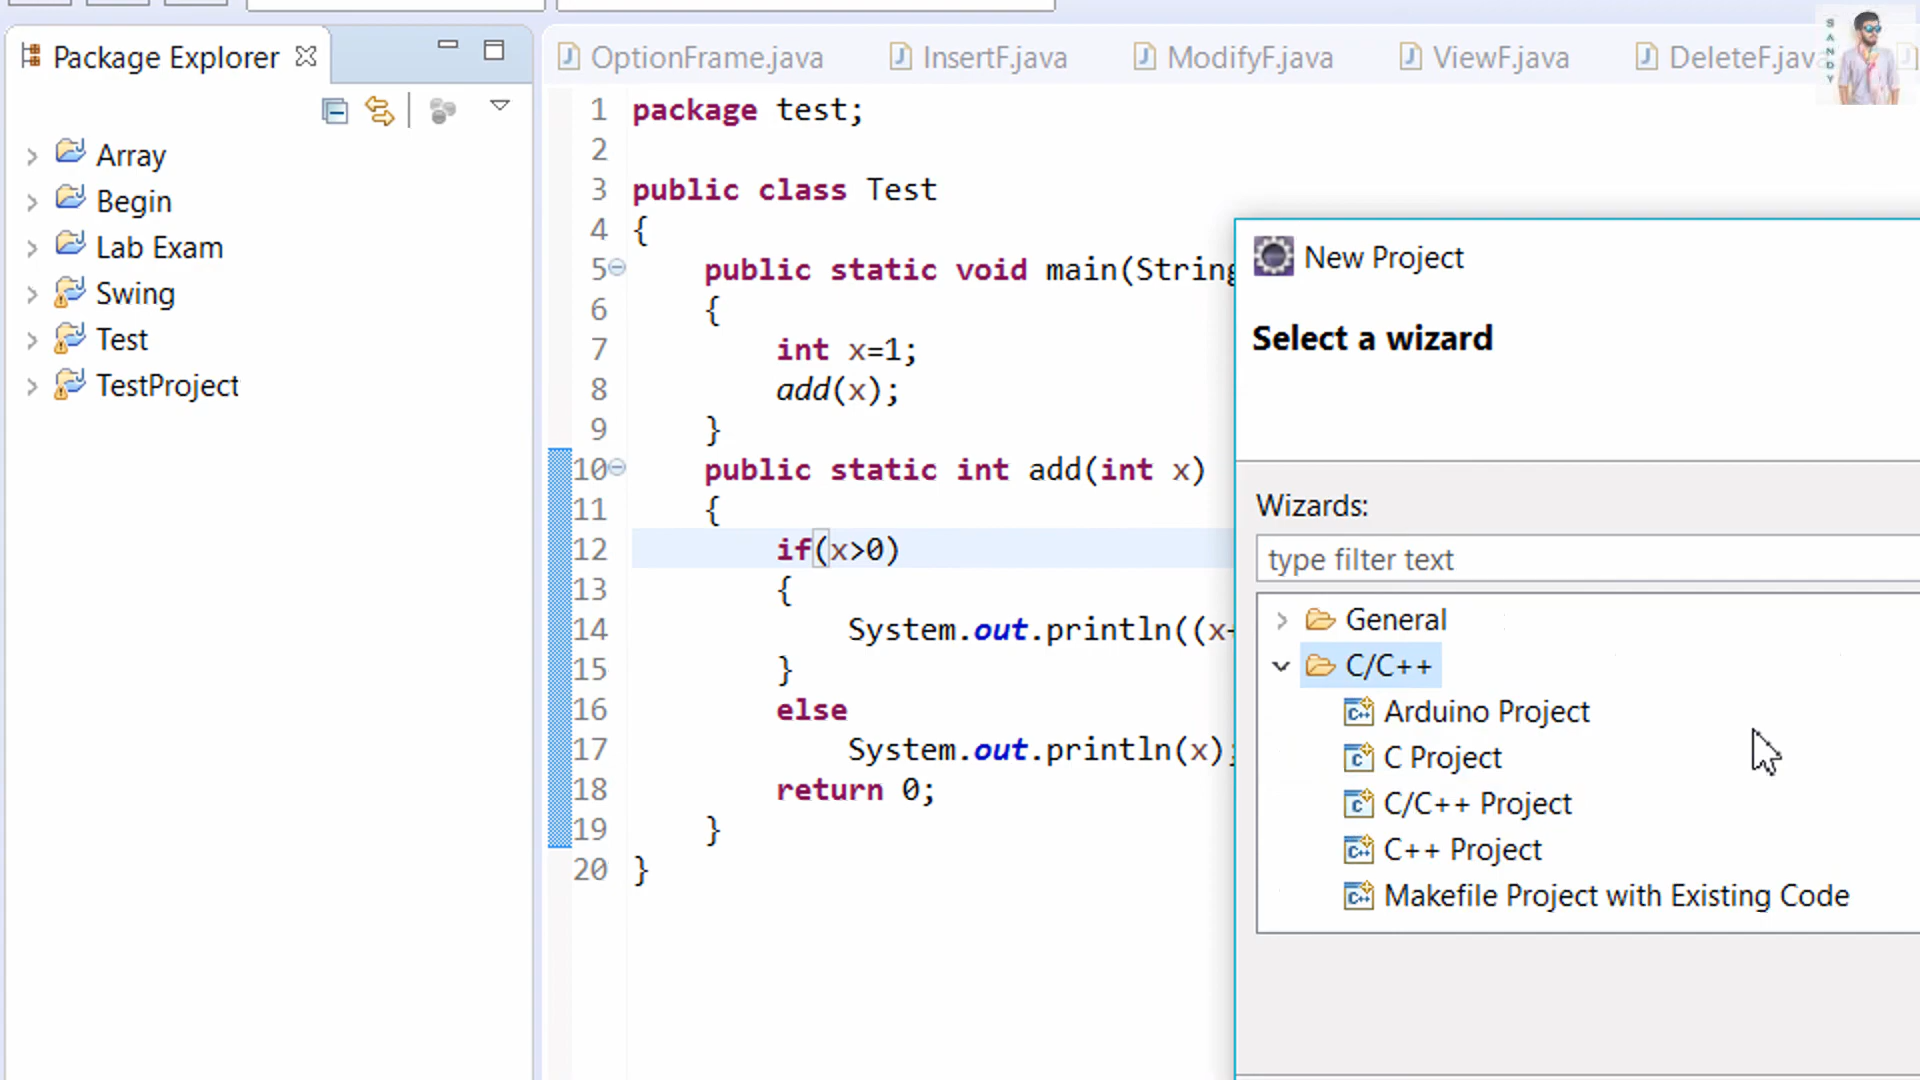 Package Explorer
OptionFrame.java
InsertF.java
ModifyF.java
ViewF.java
DeleteF.java
SANDY
Array
Begin
Lab Exam
Swing
Test
TestProject
1 package test;
2
3 public class Test
4 {
5 public static void main(String
6 {
7 int x=1;
8 add(x);
9 }
10 public static int add(int x)
11 {
12 if(x>0)
13 {
14 System.out.println((x
15 }
16 else
17 System.out.println(x);
18 return 0;
19 }
20 }
New Project
Select a wizard
Wizards:
type filter text
General
C/C++
Arduino Project
C Project
C/C++ Project
C++ Project
Makefile Project with Existing Code